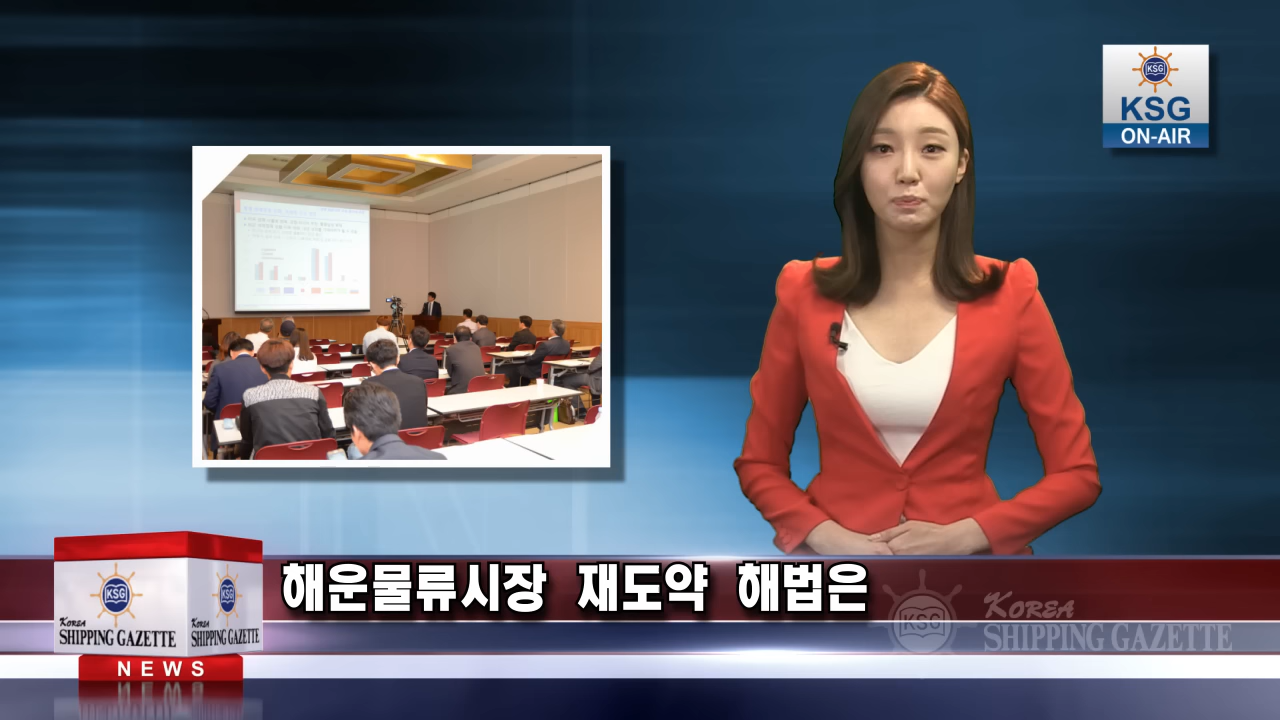 KSG
KSG
ON-AIR
해운물류시장 재도약 해법은
KSG
KOREA
SHIPPING GAZETTE
KSG
KOREA
SHIPPING GAZETTE
NEWS
KSG
KOREA
SHIPPING GAZETTE